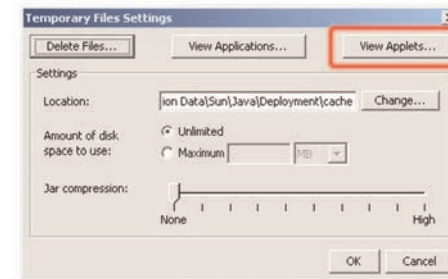 Temporary Files Settings
Delete Files... View Applications... View Applets...
Settings
Location: ion Data\Sun\Java\Deployment\cache Change...
Amount of disk space to use:
Unlimited
Maximum MB
Jar compression:
None High
OK Cancel